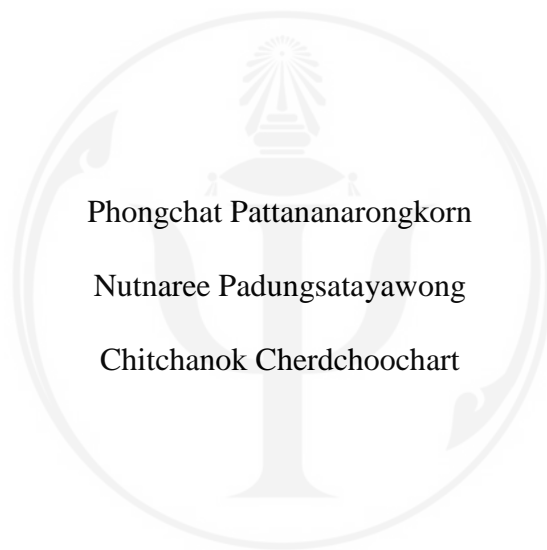 Phongchat Pattananarongkorn
Nutnaree Padungsatayawong
Chitchanok Cherdchoochart